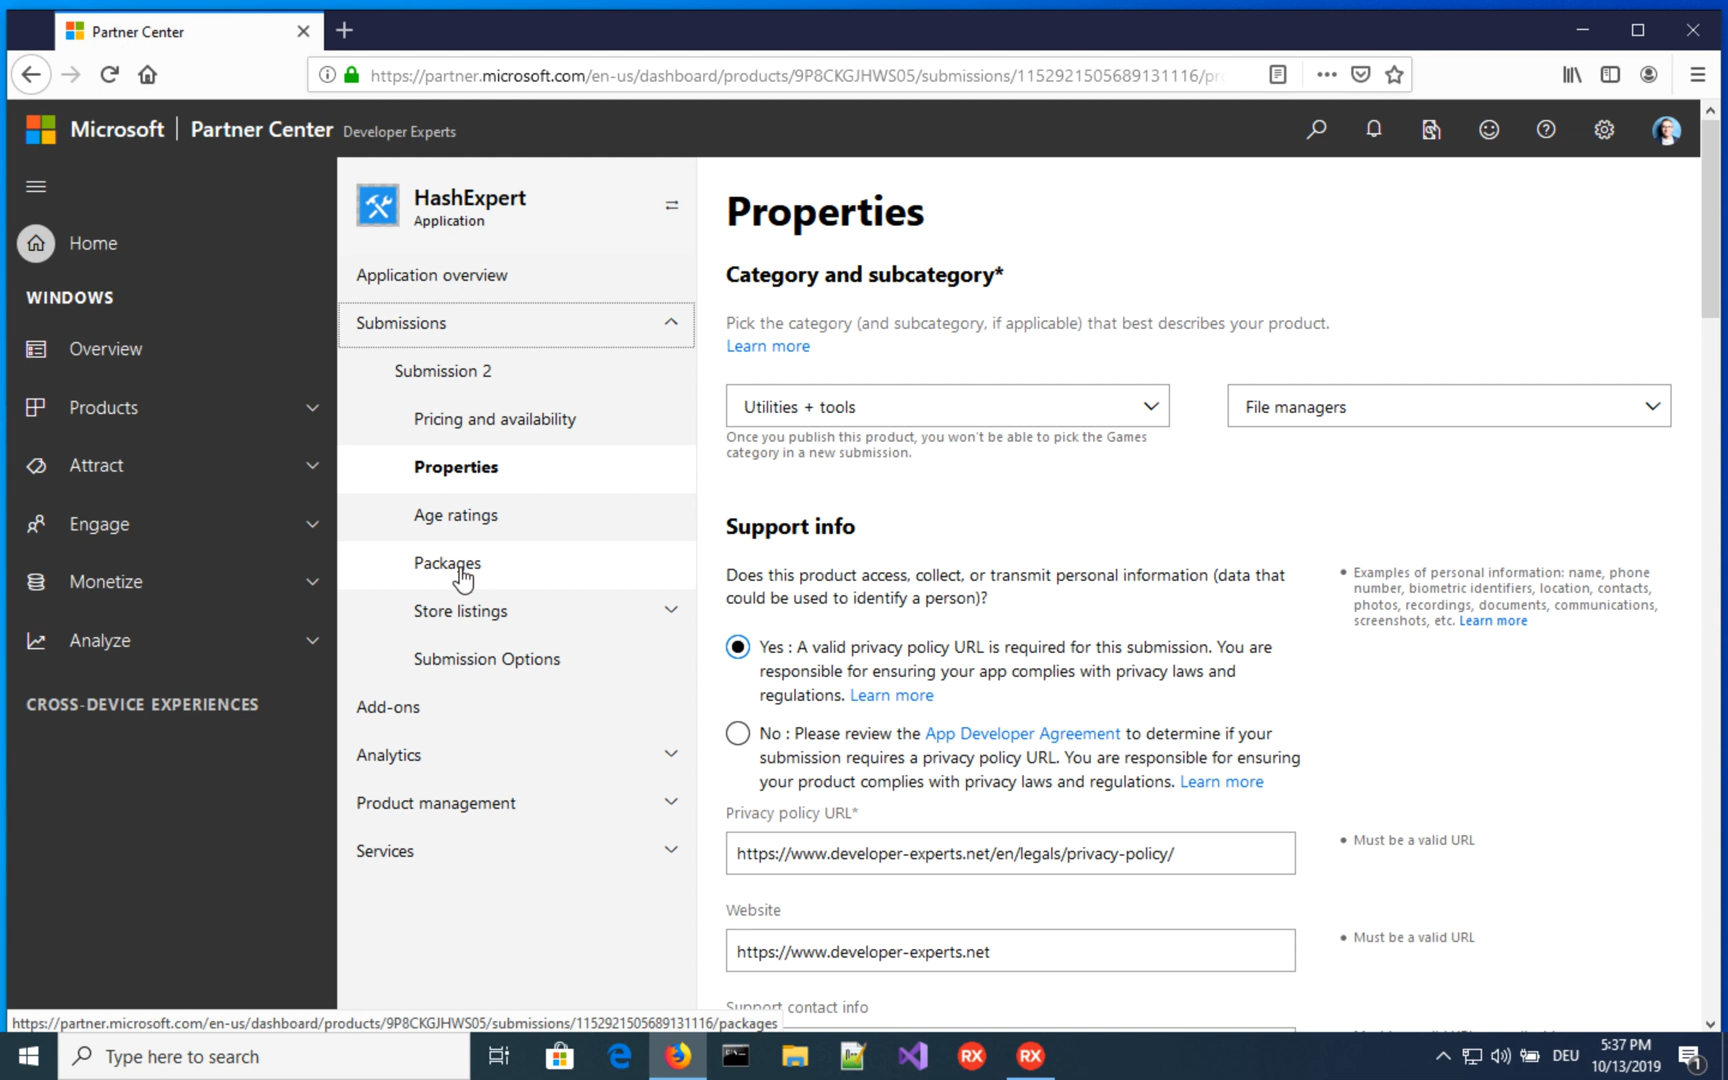 Partner Center
https://partner.microsoft.com/en-us/dashboard/products/9P8CKGJHWS05/submissions/1152921505689131116/pro
Microsoft | Partner Center Developer Experts
HashExpert
Application
Home
WINDOWS
Overview
Products
Attract
Engage
Monetize
Analyze
CROSS-DEVICE EXPERIENCES
Application overview
Submissions
Submission 2
Pricing and availability
Properties
Age ratings
Packages
Store listings
Submission Options
Add-ons
Analytics
Product management
Services
Properties
Category and subcategory*
Pick the category (and subcategory, if applicable) that best describes your product.
Learn more
Utilities + tools
File managers
Once you publish this product, you won't be able to pick the Games
category in a new submission.
Support info
Does this product access, collect, or transmit personal information (data that
could be used to identify a person)?
• Examples of personal information: name, phone
number, biometric identifiers, location, contacts,
photos, recordings, documents, communications,
screenshots, etc. Learn more
Yes : A valid privacy policy URL is required for this submission. You are
responsible for ensuring your app complies with privacy laws and
regulations. Learn more
No : Please review the App Developer Agreement to determine if your
submission requires a privacy policy URL. You are responsible for ensuring
your product complies with privacy laws and regulations. Learn more
Privacy policy URL*
https://www.developer-experts.net/en/legals/privacy-policy/
• Must be a valid URL
Website
https://www.developer-experts.net
• Must be a valid URL
Support contact info
https://partner.microsoft.com/en-us/dashboard/products/9P8CKGJHWS05/submissions/1152921505689131116/packages
Type here to search
RX
RX
DEU
5:37 PM
10/13/2019
1